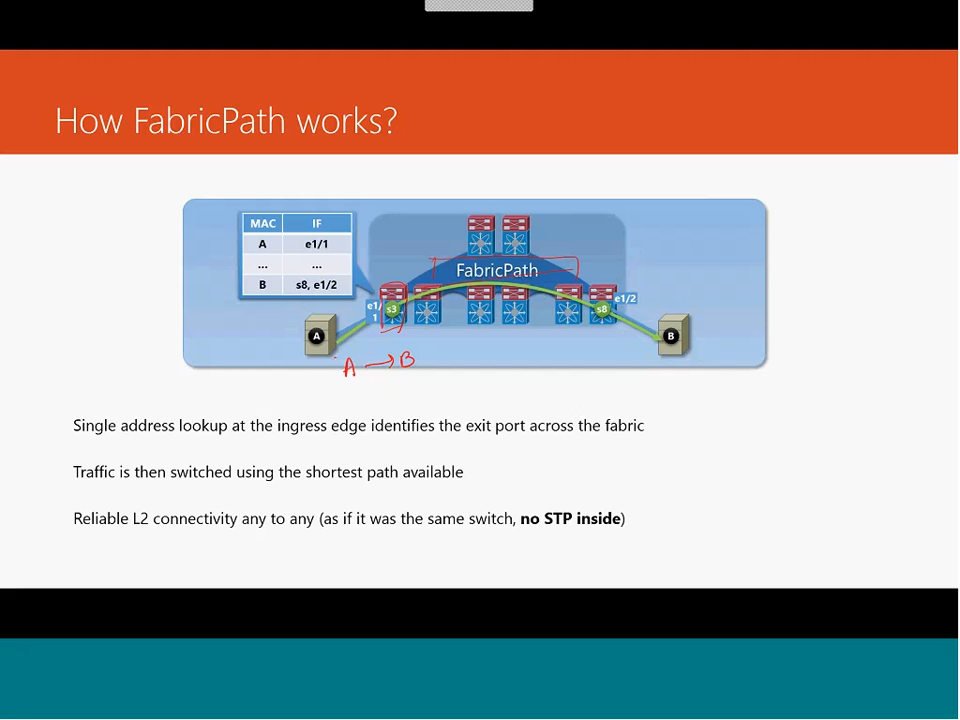 How FabricPath works?
MAC IF
A e1/1
... ...
B s8, e1/2
FabricPath
e1/
1
s3
s8
e1/2
A
B
A → B
Single address lookup at the ingress edge identifies the exit port across the fabric
Traffic is then switched using the shortest path available
Reliable L2 connectivity any to any (as if it was the same switch, no STP inside)